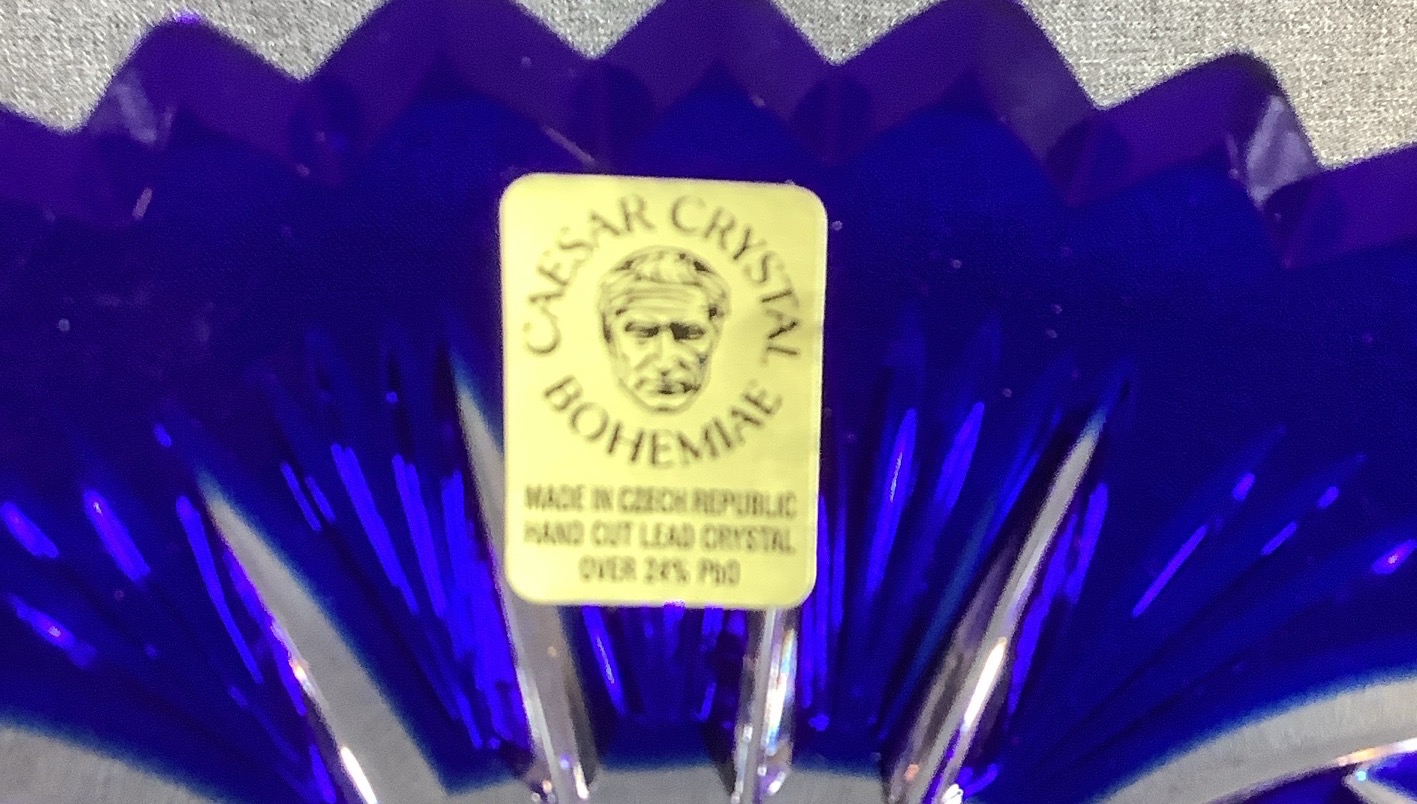 CAESAR CRYSTAL
BOHEMIAE
MADE IN CZECH REPUBLIC
HAND CUT LEAD CRYSTAL
OVER 24% PbO